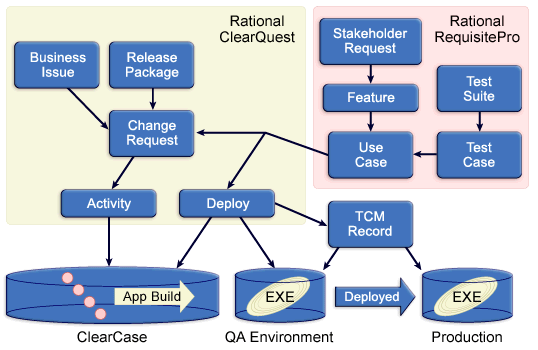 Rational
ClearQuest
Rational
RequisitePro
Stakeholder
Request
Business
Issue
Release
Package
Feature
Test
Suite
Change
Request
Use
Case
Test
Case
Activity
Deploy
TCM
Record
App Build
EXE
Deployed
EXE
ClearCase
QA Environment
Production